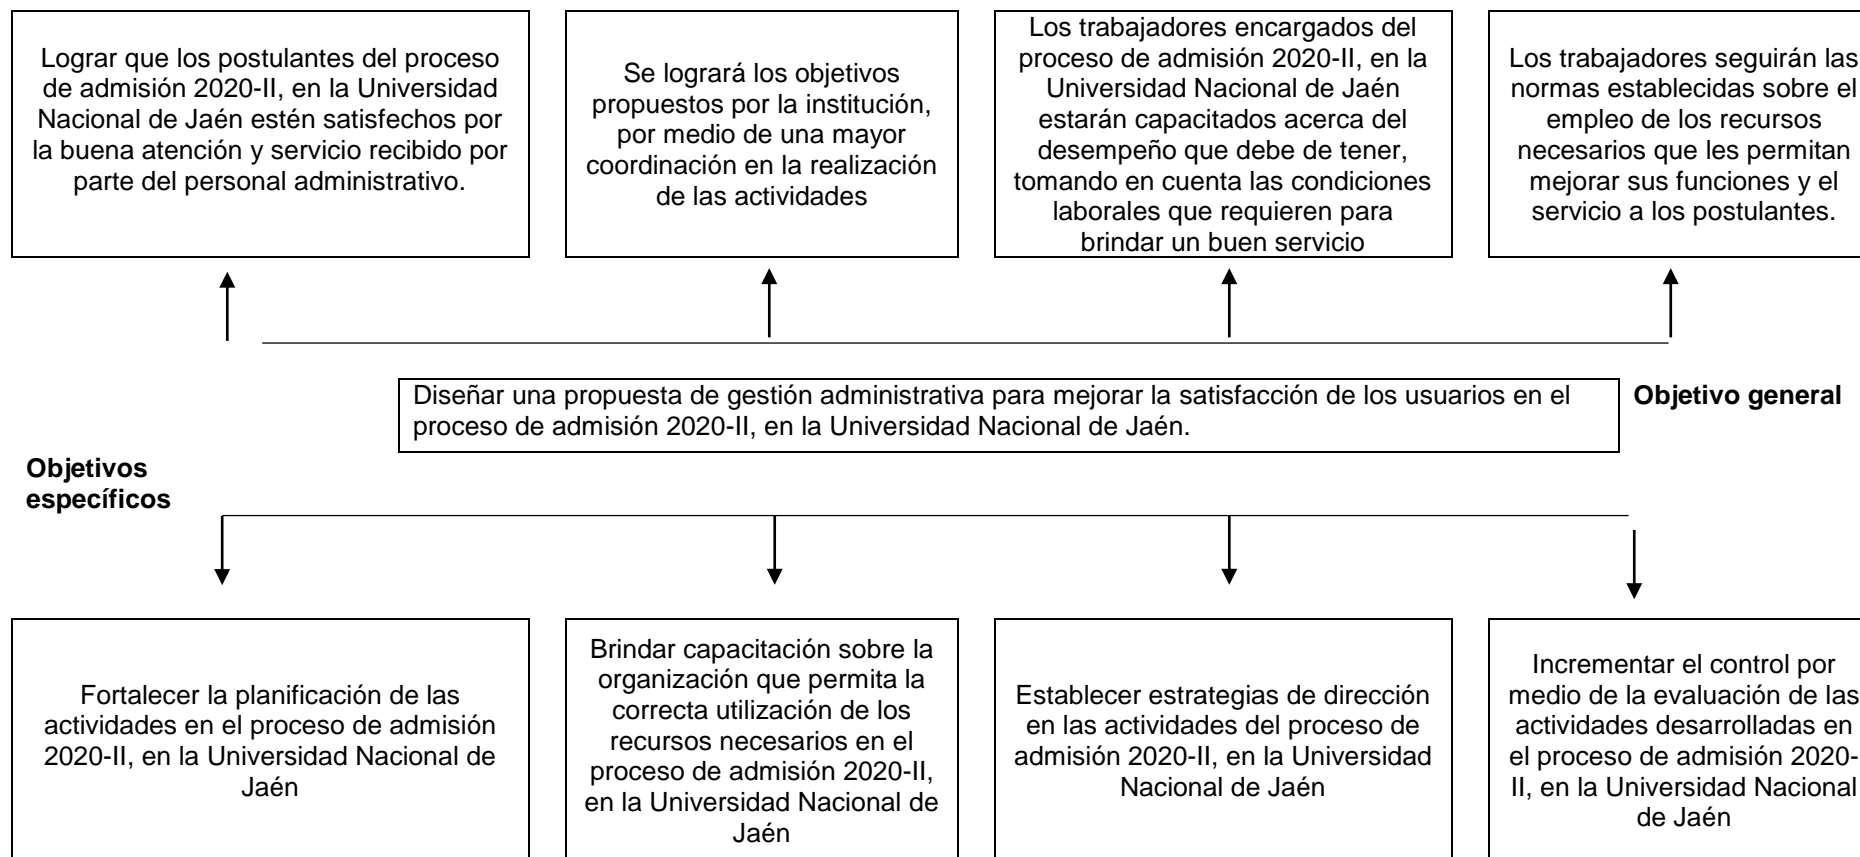 Lograr que los postulantes del proceso
de admisión 2020-II, en la Universidad
Nacional de Jaén estén satisfechos por
la buena atención y servicio recibido por
parte del personal administrativo.
Se logrará los objetivos
propuestos por la institución,
por medio de una mayor
coordinación en la realización
de las actividades
Los trabajadores encargados del
proceso de admisión 2020-II, en la
Universidad Nacional de Jaén
estarán capacitados acerca del
desempeño que debe de tener,
tomando en cuenta las condiciones
laborales que requieren para
brindar un buen servicio
Los trabajadores seguirán las
normas establecidas sobre el
empleo de los recursos
necesarios que les permitan
mejorar sus funciones y el
servicio a los postulantes.
Diseñar una propuesta de gestión administrativa para mejorar la satisfacción de los usuarios en el
proceso de admisión 2020-II, en la Universidad Nacional de Jaén.
Objetivo general
Objetivos
específicos
Fortalecer la planificación de las
actividades en el proceso de admisión
2020-II, en la Universidad Nacional de
Jaén
Brindar capacitación sobre la
organización que permita la
correcta utilización de los
recursos necesarios en el
proceso de admisión 2020-II,
en la Universidad Nacional de
Jaén
Establecer estrategias de dirección
en las actividades del proceso de
admisión 2020-II, en la Universidad
Nacional de Jaén
Incrementar el control por
medio de la evaluación de las
actividades desarrolladas en
el proceso de admisión 2020-
II, en la Universidad Nacional
de Jaén